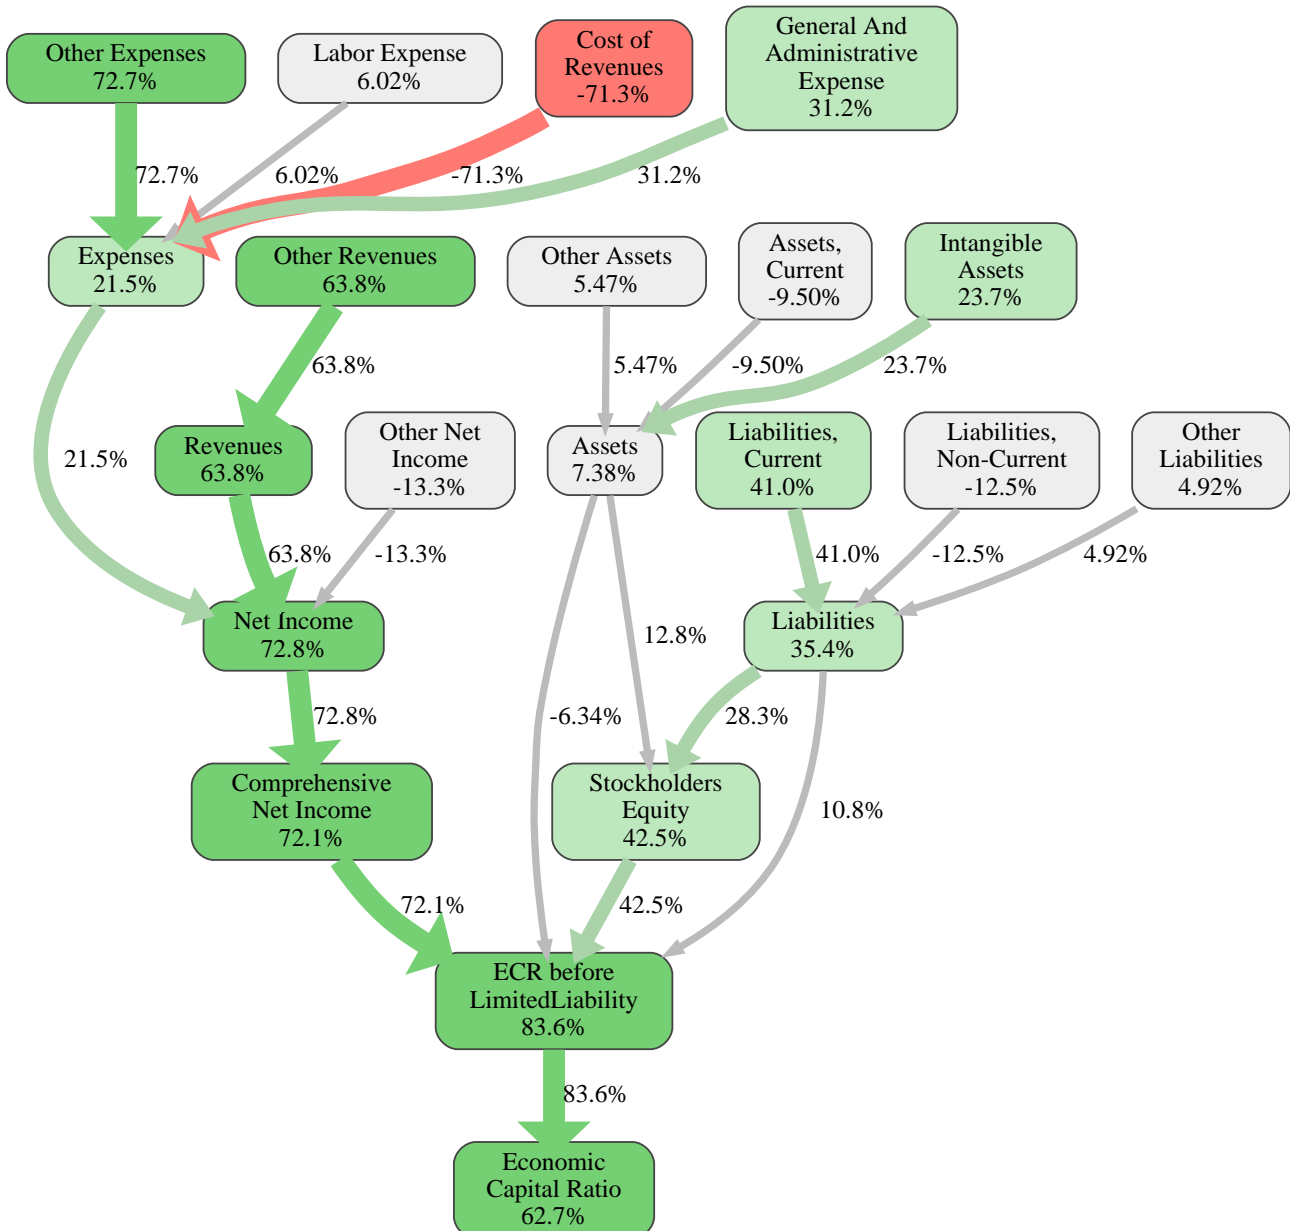 Other Expenses
72.7%
Labor Expense
6.02%
Cost of
Revenues
-71.3%
General And
Administrative
Expense
31.2%
72.7%
6.02%
-71.3%
31.2%
Expenses
21.5%
Other Revenues
63.8%
Other Assets
5.47%
Assets,
Current
-9.50%
Intangible
Assets
23.7%
63.8%
5.47%
-9.50%
23.7%
21.5%
Revenues
63.8%
Other Net
Income
-13.3%
Assets
7.38%
Liabilities,
Current
41.0%
Liabilities,
Non-Current
-12.5%
Other
Liabilities
4.92%
63.8%
-13.3%
41.0%
-12.5%
4.92%
Net Income
72.8%
12.8%
Liabilities
35.4%
72.8%
-6.34%
28.3%
10.8%
Comprehensive
Net Income
72.1%
Stockholders
Equity
42.5%
72.1%
42.5%
ECR before
LimitedLiability
83.6%
83.6%
Economic
Capital Ratio
62.7%